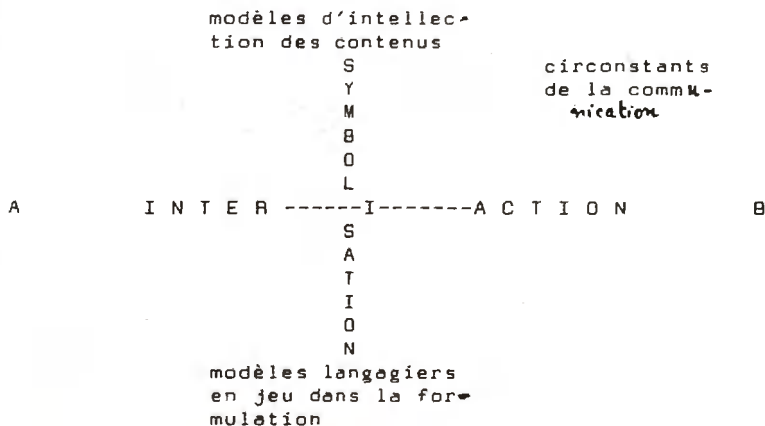 modèles d'intellec-
tion des contenus
circonstants
de la commu-
nication
S
Y
M
B
O
L
A I N T E R ------I-------A C T I O N B
S
A
T
I
O
N
modèles langagiers
en jeu dans la for-
mulation